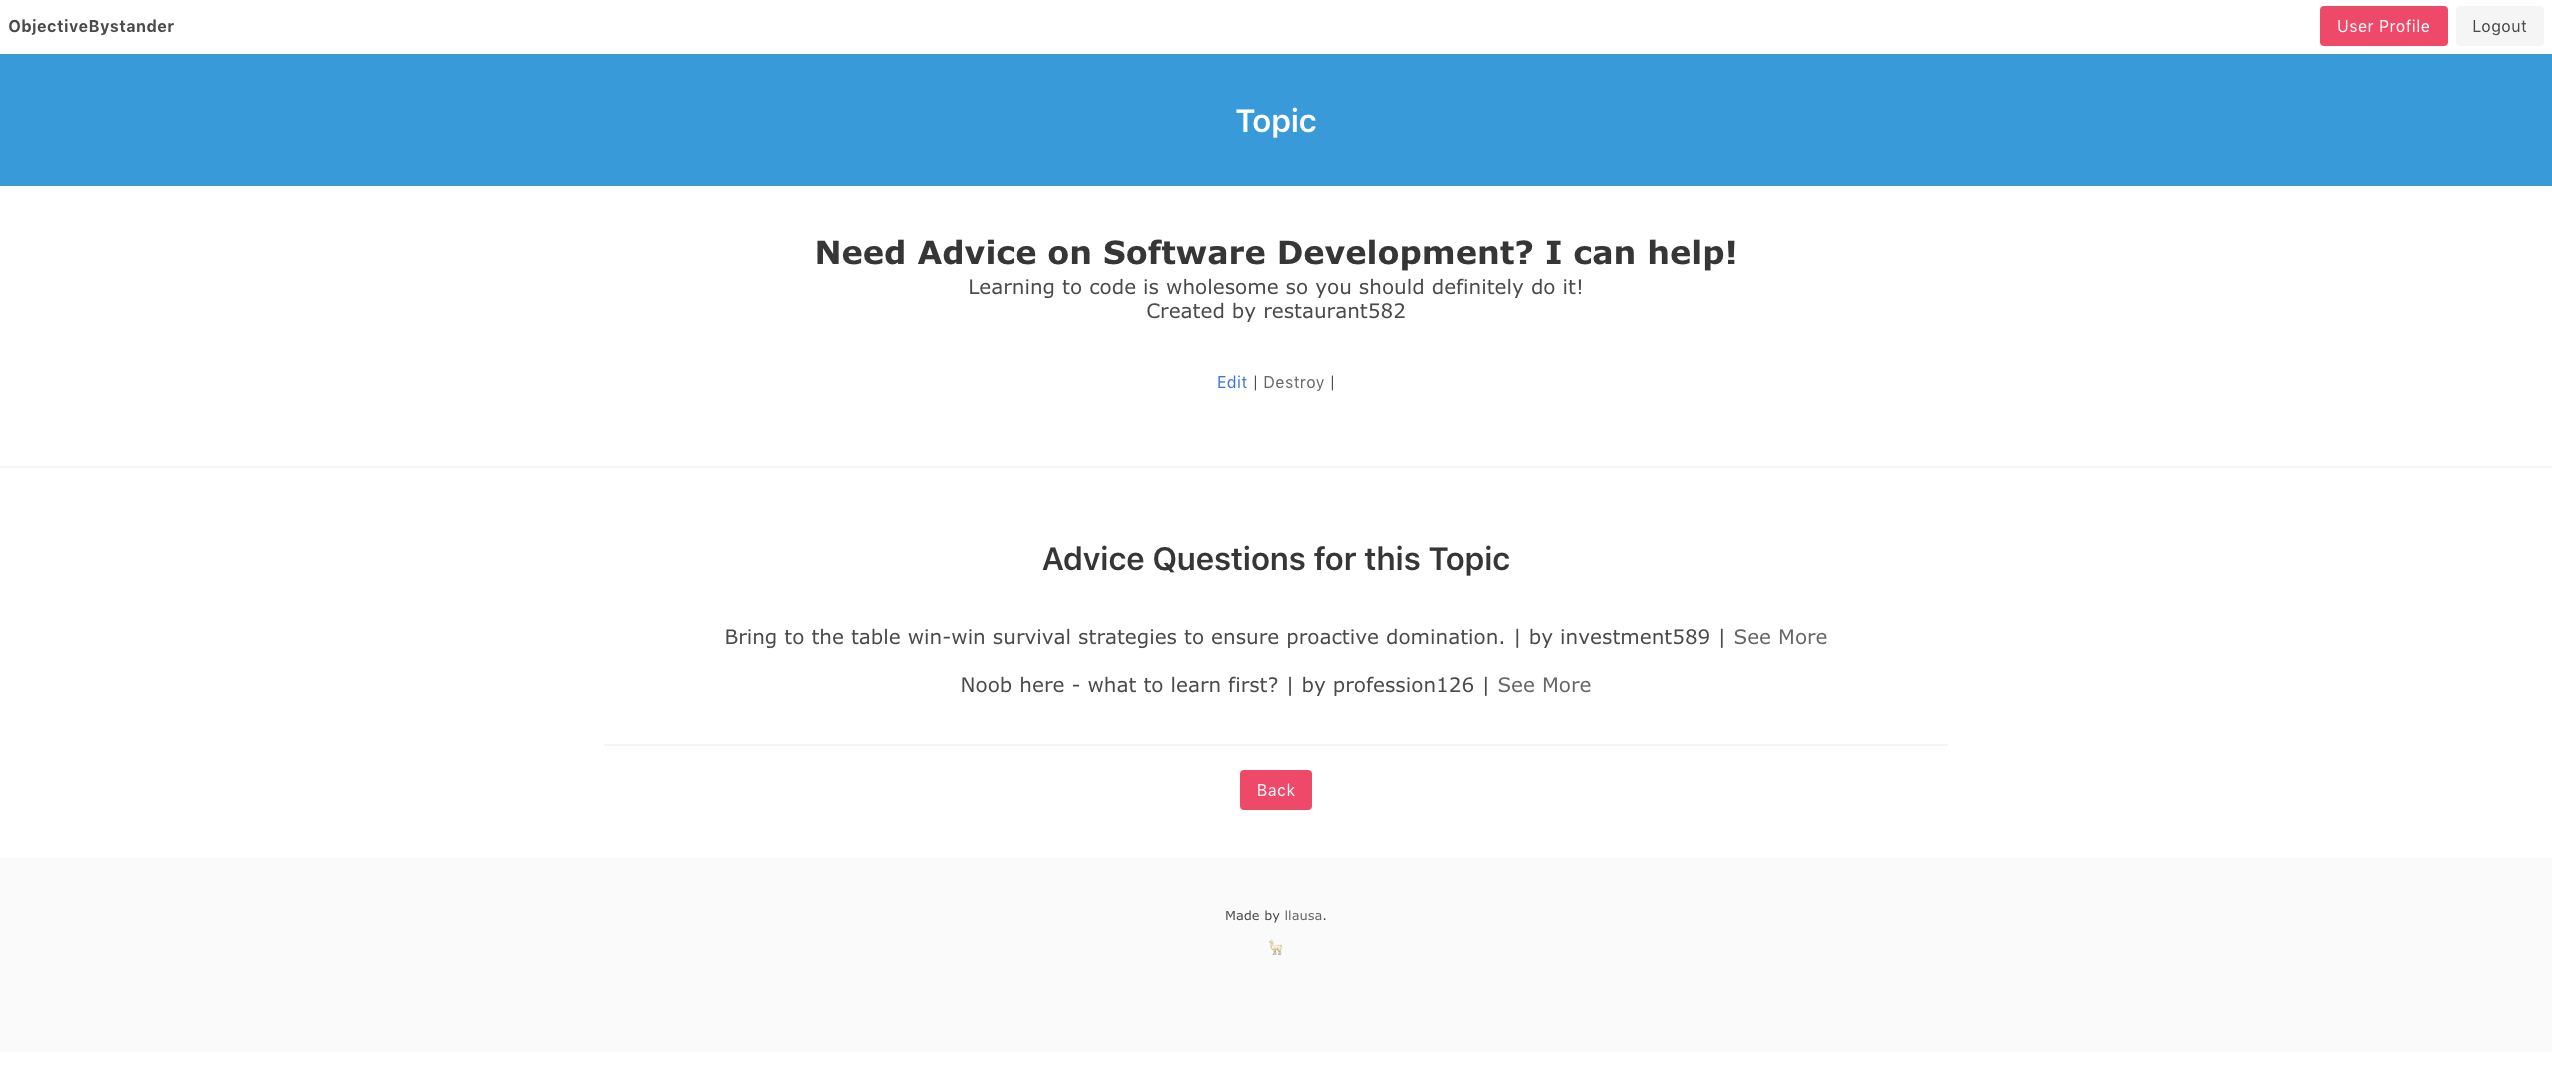 ObjectiveBystander
User Profile
Logout
Topic
Need Advice on Software Development? I can help!
Learning to code is wholesome so you should definitely do it!
Created by restaurant582
Edit | Destroy |
Advice Questions for this Topic
Bring to the table win-win survival strategies to ensure proactive domination. | by investment589 | See More
Noob here - what to learn first? | by profession126 | See More
Back
Made by llausa.